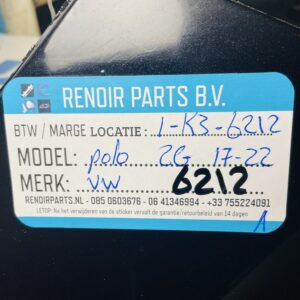 RENOIR PARTS B.V.
BTW / MARGE LOCATIE : 1-K3-6212
MODEL: polo 2G 17-22
MERK: VW 6212
RENOIRPARTS.NL - 085 0603676 - 06 41346994 - +33 755224091
LETOP: Na het verwijderen van de sticker vervalt de garantie/retourbeleid van 14 dagen
1